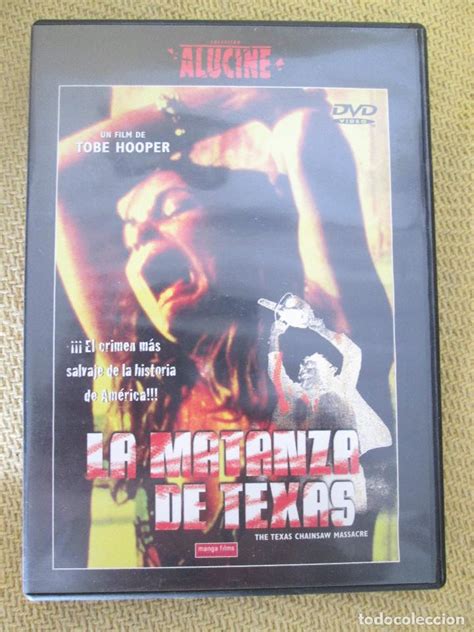 COLECCIÓN
ALUCINE
DVD
VIDEO
UN FILM DE
TOBE HOOPER
¡¡¡El crimen más
salvaje de la historia
de América!!!
LA MATANZA
DE TEXAS
THE TEXAS CHAINSAW MASSACRE
manga films
todocoleccion